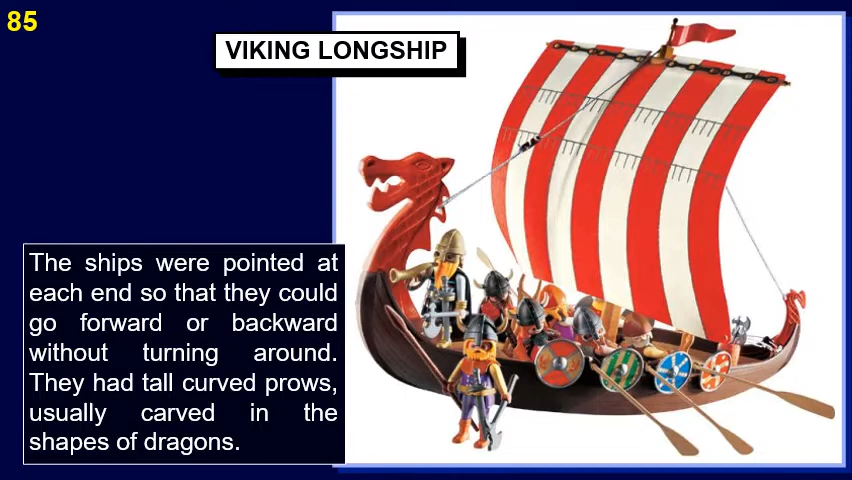 85
VIKING LONGSHIP
The ships were pointed at
each end so that they could
go forward or backward
without turning around.
They had tall curved prows,
usually carved in the
shapes of dragons.